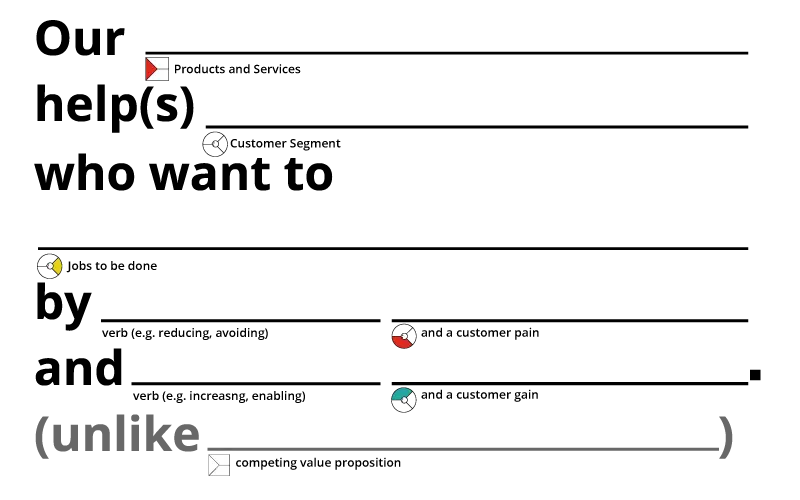 Our
Products and Services
help(s)
Customer Segment
who want to
Jobs to be done
by
verb (e.g. reducing, avoiding) and a customer pain
and .
verb (e.g. increasng, enabling) and a customer gain
(unlike )
competing value proposition